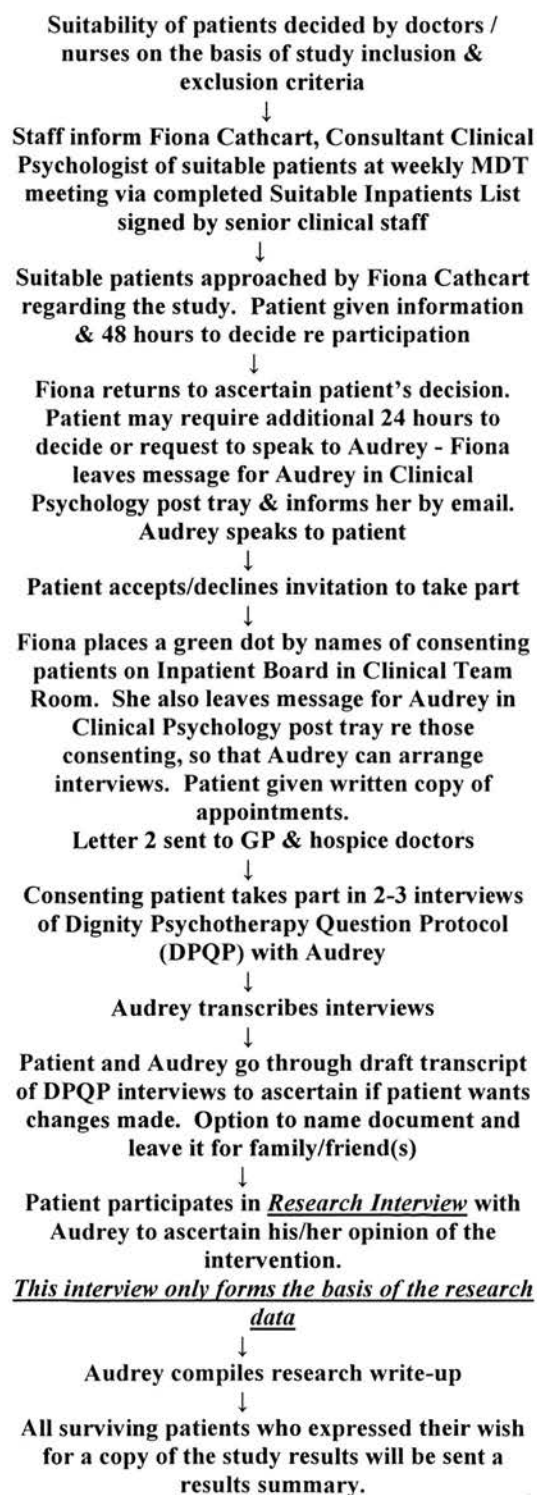 Suitability of patients decided by doctors /
nurses on the basis of study inclusion &
exclusion criteria
↓
Staff inform Fiona Cathcart, Consultant Clinical
Psychologist of suitable patients at weekly MDT
meeting via completed Suitable Inpatients List
signed by senior clinical staff
↓
Suitable patients approached by Fiona Cathcart
regarding the study. Patient given information
& 48 hours to decide re participation
↓
Fiona returns to ascertain patient's decision.
Patient may require additional 24 hours to
decide or request to speak to Audrey - Fiona
leaves message for Audrey in Clinical
Psychology post tray & informs her by email.
Audrey speaks to patient
↓
Patient accepts/declines invitation to take part
↓
Fiona places a green dot by names of consenting
patients on Inpatient Board in Clinical Team
Room. She also leaves message for Audrey in
Clinical Psychology post tray re those
consenting, so that Audrey can arrange
interviews. Patient given written copy of
appointments.
Letter 2 sent to GP & hospice doctors
↓
Consenting patient takes part in 2-3 interviews
of Dignity Psychotherapy Question Protocol
(DPQP) with Audrey
↓
Audrey transcribes interviews
↓
Patient and Audrey go through draft transcript
of DPQP interviews to ascertain if patient wants
changes made. Option to name document and
leave it for family/friend(s)
↓
Patient participates in Research Interview with
Audrey to ascertain his/her opinion of the
intervention.
This interview only forms the basis of the research
data
↓
Audrey compiles research write-up
↓
All surviving patients who expressed their wish
for a copy of the study results will be sent a
results summary.